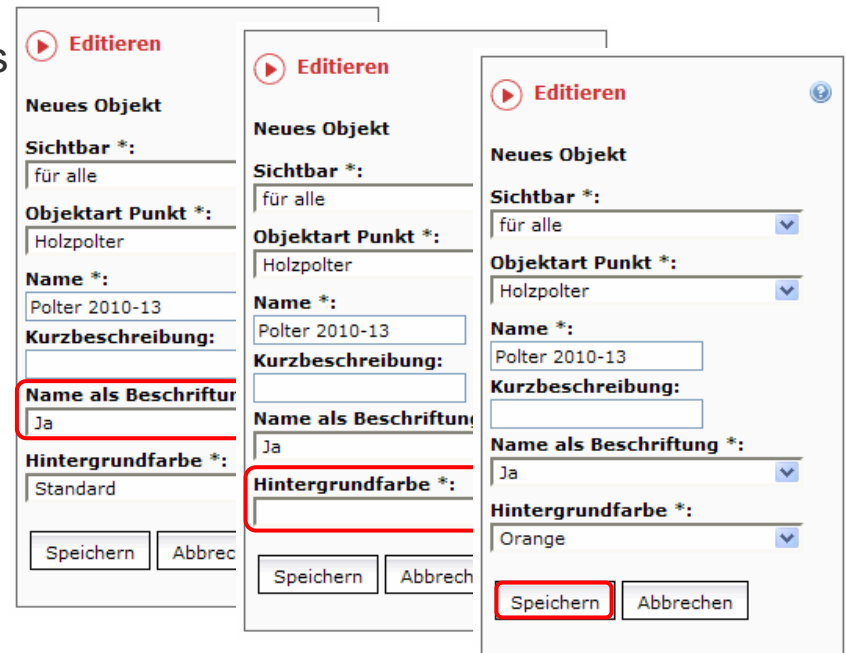 s
Editieren
Neues Objekt
Sichtbar *:
für alle
Objektart Punkt *:
Holzpolter
Name *:
Polter 2010-13
Kurzbeschreibung:
Name als Beschriftun
Ja
Hintergrundfarbe *:
Standard
Speichern Abbrec
Editieren
Neues Objekt
Sichtbar *:
für alle
Objektart Punkt *:
Holzpolter
Name *:
Polter 2010-13
Kurzbeschreibung:
Name als Beschriftung
Ja
Hintergrundfarbe *:
Speichern Abbrech
Editieren
Neues Objekt
Sichtbar *:
für alle
Objektart Punkt *:
Holzpolter
Name *:
Polter 2010-13
Kurzbeschreibung:
Name als Beschriftung *:
Ja
Hintergrundfarbe *:
Orange
Speichern Abbrechen